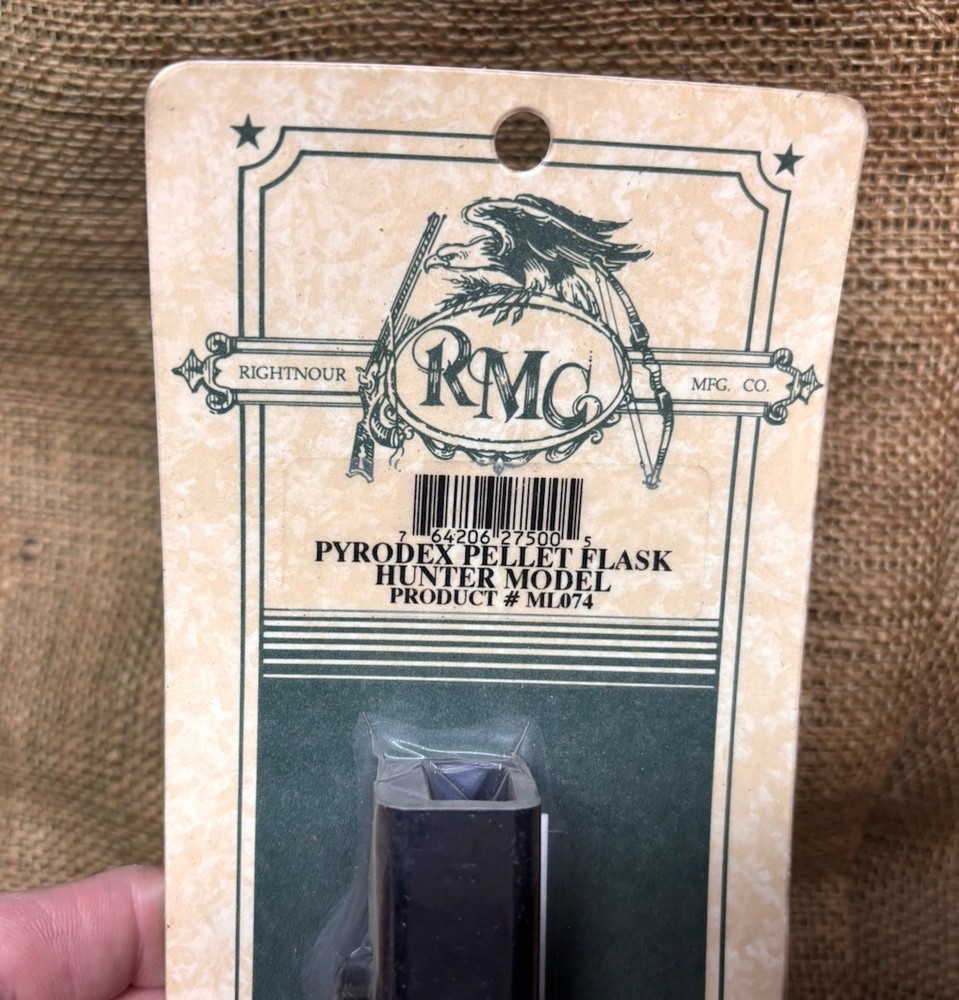 RMC
RIGHTNOUR MFG. CO.
7 64206 27500 5
PYRODEX PELLET FLASK
HUNTER MODEL
PRODUCT # ML074